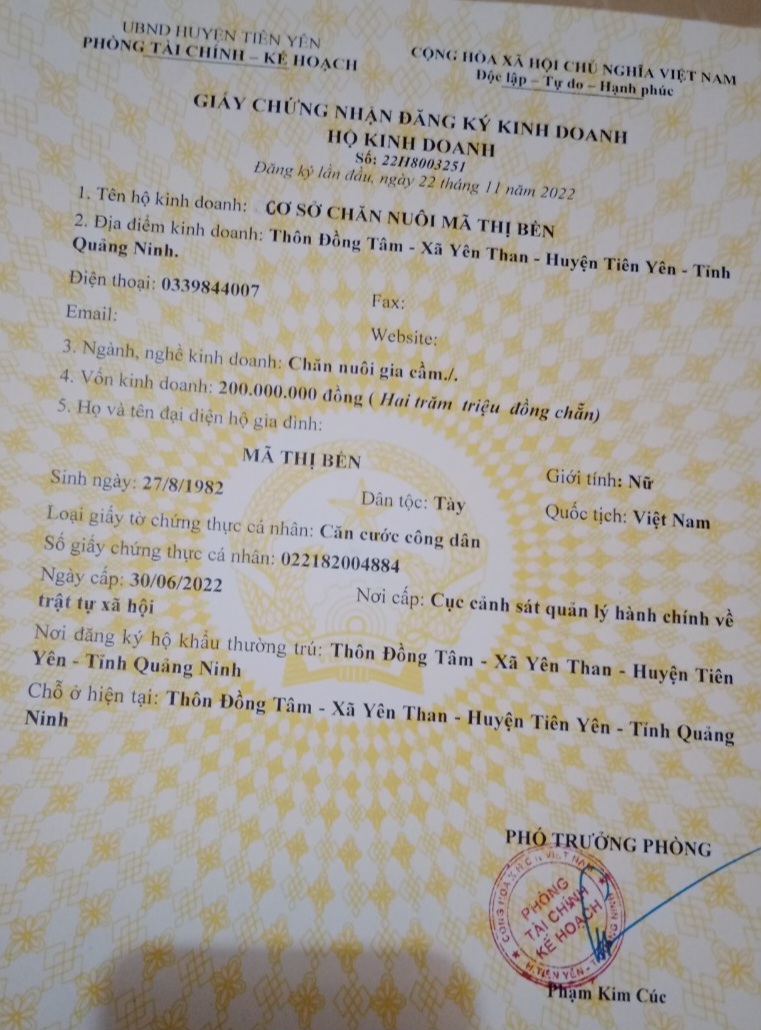 UBND HUYỆN TIÊN YÊN
PHÒNG TÀI CHÍNH – KẾ HOẠCH
CỘNG HÒA XÃ HỘI CHỦ NGHĨA VIỆT NAM
Độc lập – Tự do – Hạnh phúc
GIẤY CHỨNG NHẬN ĐĂNG KÝ KINH DOANH
HỘ KINH DOANH
Số: 22H8003251
Đăng ký lần đầu, ngày 22 tháng 11 năm 2022
1. Tên hộ kinh doanh: CƠ SỞ CHĂN NUÔI MÃ THỊ BÈN
2. Địa điểm kinh doanh: Thôn Đồng Tâm - Xã Yên Than - Huyện Tiên Yên - Tỉnh
Quảng Ninh.
Điện thoại: 0339844007
Fax:
Email:
Website:
3. Ngành, nghề kinh doanh: Chăn nuôi gia cầm./.
4. Vốn kinh doanh: 200.000.000 đồng ( Hai trăm triệu đồng chẵn)
5. Họ và tên đại diện hộ gia đình:
MÃ THỊ BÈN
Giới tính: Nữ
Sinh ngày: 27/8/1982
Dân tộc: Tày
Quốc tịch: Việt Nam
Loại giấy tờ chứng thực cá nhân: Căn cước công dân
Số giấy chứng thực cá nhân: 022182004884
Ngày cấp: 30/06/2022
Nơi cấp: Cục cảnh sát quản lý hành chính về
trật tự xã hội
Nơi đăng ký hộ khẩu thường trú: Thôn Đồng Tâm - Xã Yên Than - Huyện Tiên
Yên - Tỉnh Quảng Ninh
Chỗ ở hiện tại: Thôn Đồng Tâm - Xã Yên Than - Huyện Tiên Yên - Tỉnh Quảng
Ninh
PHÓ TRƯỞNG PHÒNG
CỘNG HÒA X.H.C.N VIỆT NAM
PHÒNG
TÀI CHÍNH
KẾ HOẠCH
H.TIÊN YÊN - T.
Phạm Kim Cúc